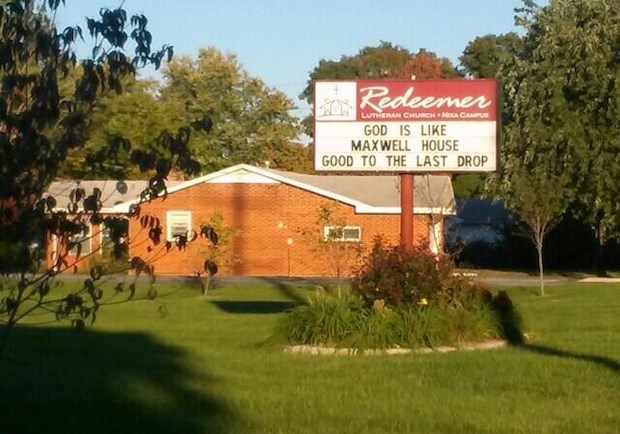 Redeemer
LUTHERAN CHURCH • NIXA CAMPUS
GOD IS LIKE
MAXWELL HOUSE
GOOD TO THE LAST DROP